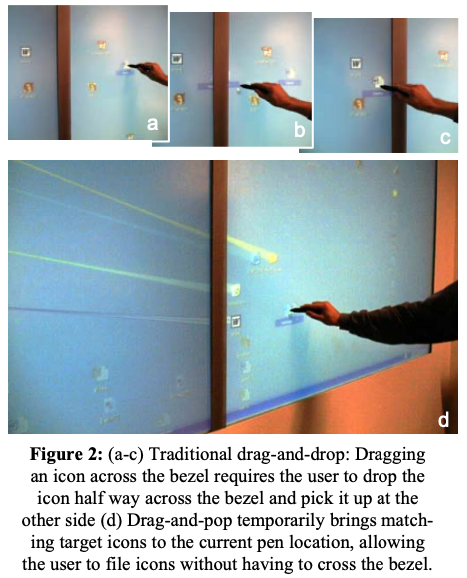 a
b
c
d
Figure 2: (a-c) Traditional drag-and-drop: Dragging
an icon across the bezel requires the user to drop the
icon half way across the bezel and pick it up at the
other side (d) Drag-and-pop temporarily brings match-
ing target icons to the current pen location, allowing
the user to file icons without having to cross the bezel.